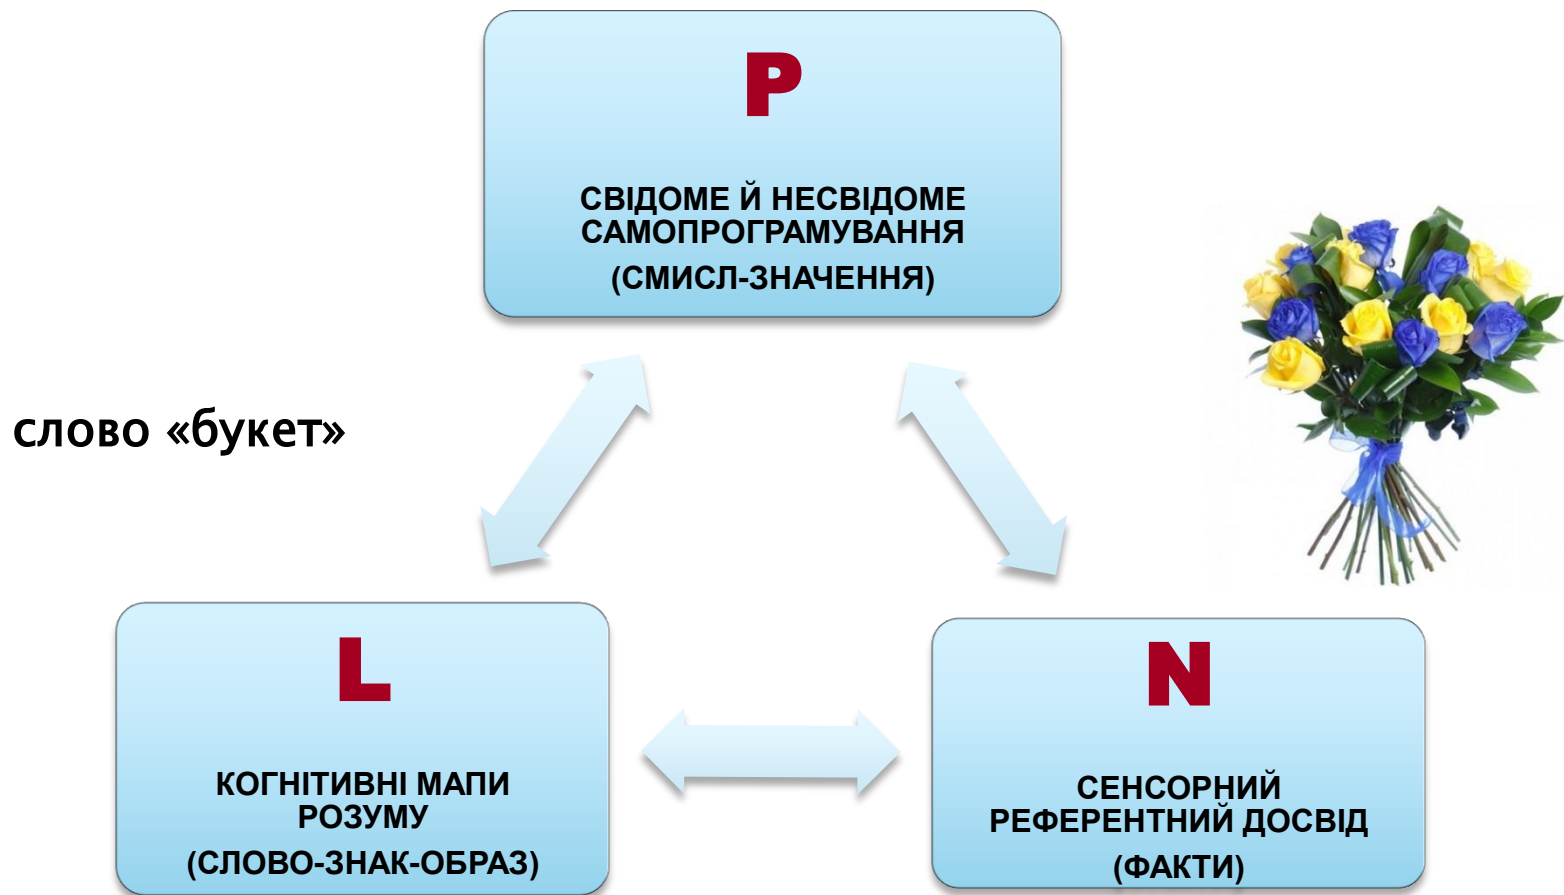 P
СВІДОМЕ Й НЕСВІДОМЕ
САМОПРОГРАМУВАННЯ
(СМИСЛ-ЗНАЧЕННЯ)
слово «букет»
L
КОГНІТИВНІ МАПИ
РОЗУМУ
(СЛОВО-ЗНАК-ОБРАЗ)
N
СЕНСОРНИЙ
РЕФЕРЕНТНИЙ ДОСВІД
(ФАКТИ)